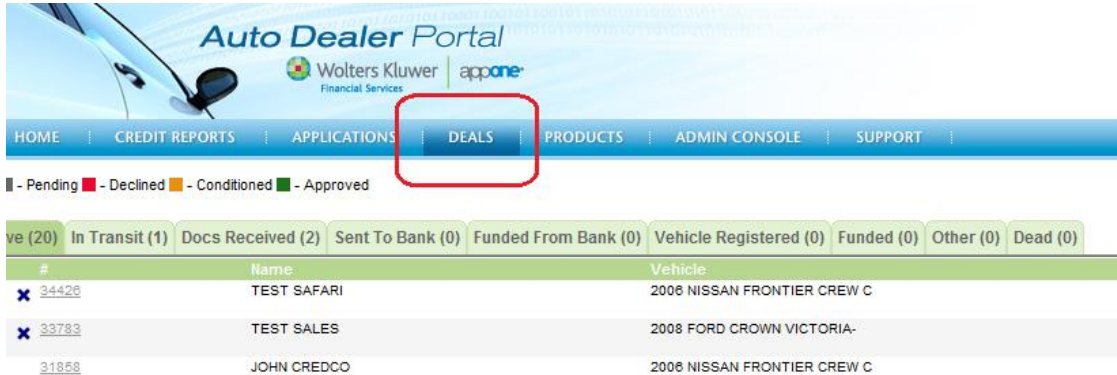 Auto Dealer Portal
Wolters Kluwer appone
Financial Services
HOME CREDIT REPORTS APPLICATIONS DEALS PRODUCTS ADMIN CONSOLE SUPPORT
- Pending - Declined - Conditioned - Approved
ve (20) In Transit (1) Docs Received (2) Sent To Bank (0) Funded From Bank (0) Vehicle Registered (0) Funded (0) Other (0) Dead (0)
# Name Vehicle
34426 TEST SAFARI 2006 NISSAN FRONTIER CREW C
33783 TEST SALES 2008 FORD CROWN VICTORIA-
31858 JOHN CREDCO 2006 NISSAN FRONTIER CREW C